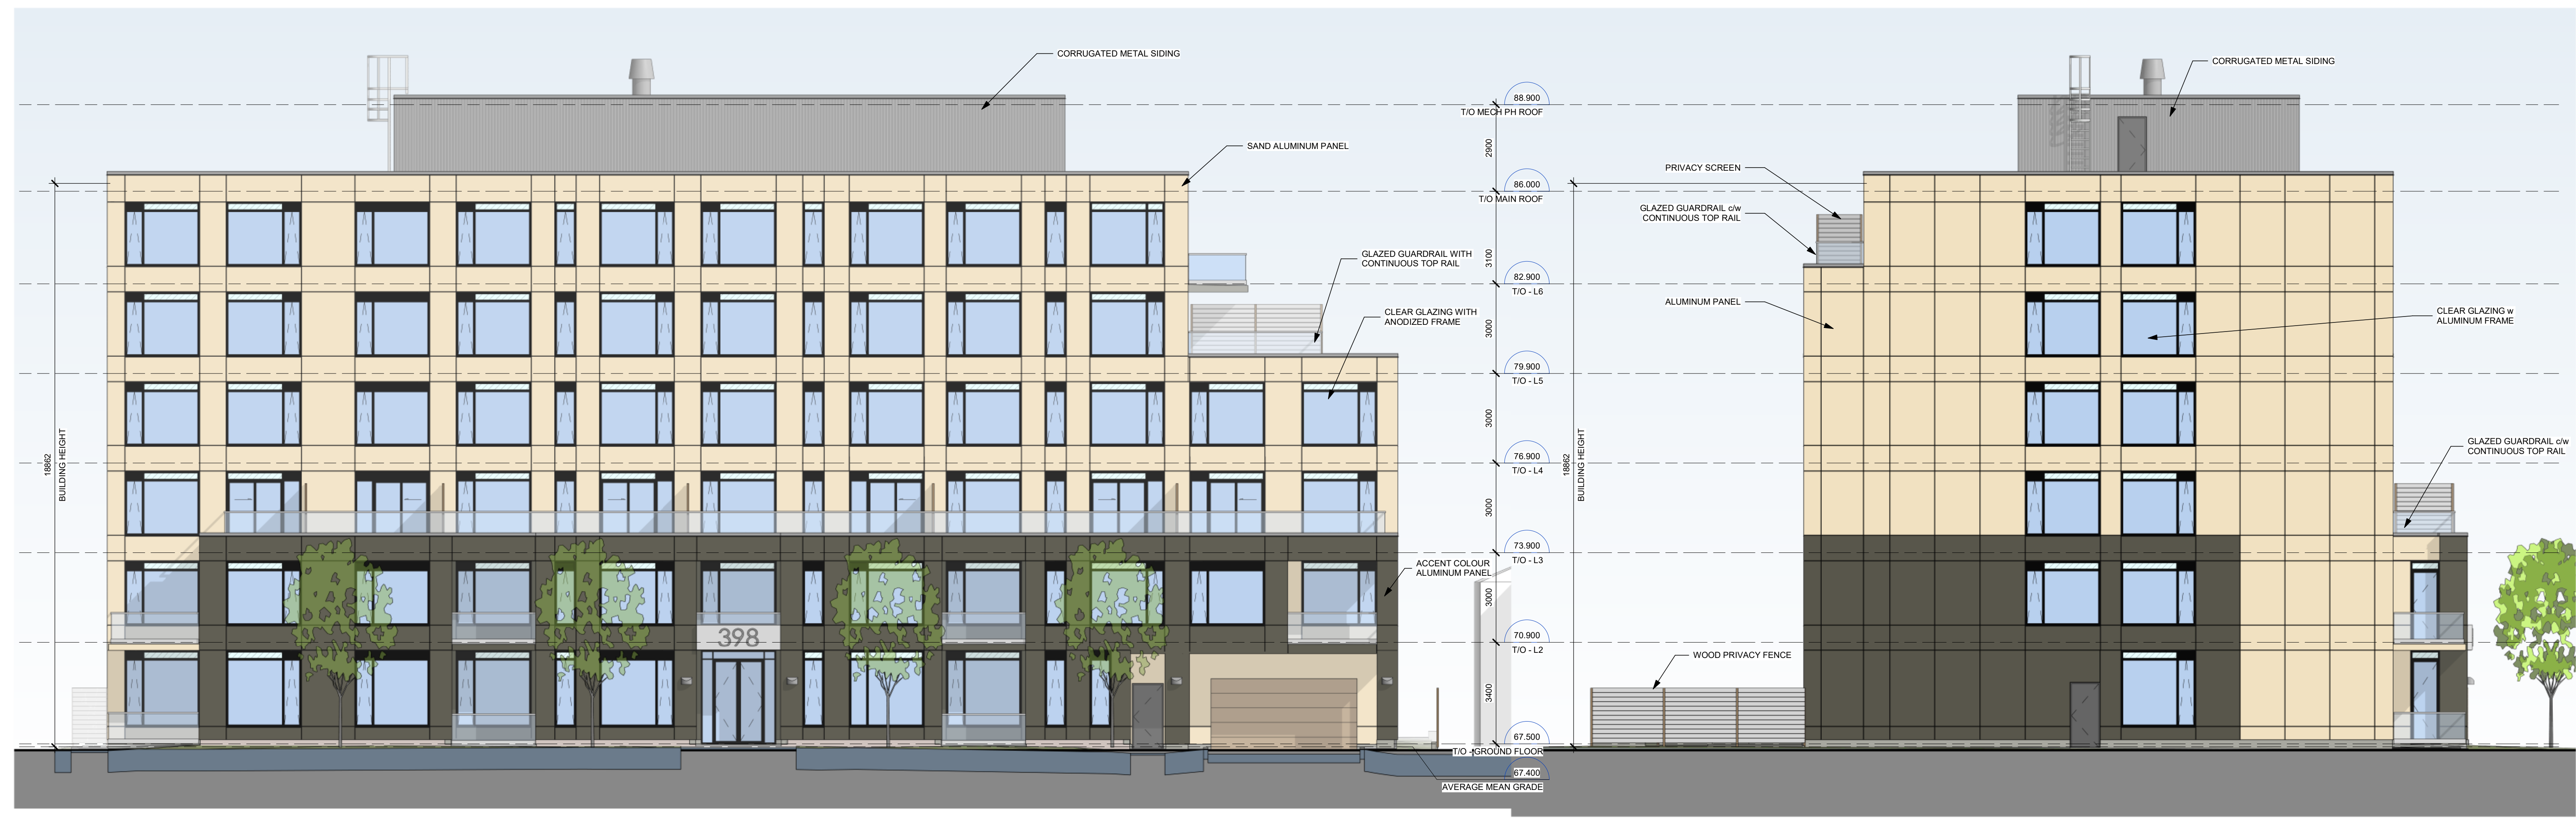 CORRUGATED METAL SIDING
SAND ALUMINUM PANEL
GLAZED GUARDRAIL WITH
CONTINUOUS TOP RAIL
CLEAR GLAZING WITH
ANODIZED FRAME
ACCENT COLOUR
ALUMINUM PANEL
18862
BUILDING HEIGHT
398
88.900
T/O MECH PH ROOF
2900
86.000
T/O MAIN ROOF
3100
82.900
T/O - L6
3000
79.900
T/O - L5
3000
76.900
T/O - L4
3000
73.900
T/O - L3
3000
70.900
T/O - L2
3400
67.500
T/O - GROUND FLOOR
67.400
AVERAGE MEAN GRADE
CORRUGATED METAL SIDING
PRIVACY SCREEN
GLAZED GUARDRAIL c/w
CONTINUOUS TOP RAIL
ALUMINUM PANEL
CLEAR GLAZING w
ALUMINUM FRAME
GLAZED GUARDRAIL c/w
CONTINUOUS TOP RAIL
18862
BUILDING HEIGHT
WOOD PRIVACY FENCE